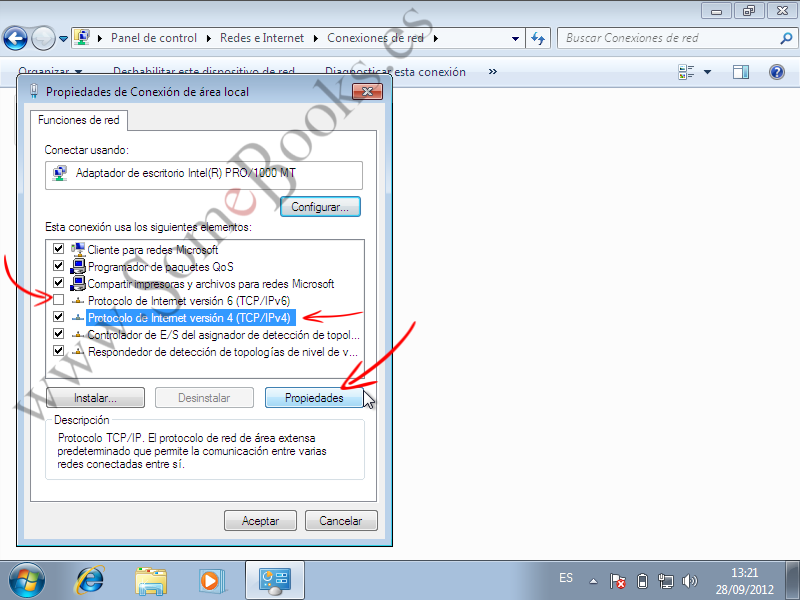 Panel de control
Redes e Internet
Conexiones de red
Buscar Conexiones de red
Organizar
Deshabilitar este dispositivo de red
Diagnosticar esta conexión
»
Propiedades de Conexión de área local
Funciones de red
Conectar usando:
Adaptador de escritorio Intel(R) PRO/1000 MT
Configurar...
Esta conexión usa los siguientes elementos:
Cliente para redes Microsoft
Programador de paquetes QoS
Compartir impresoras y archivos para redes Microsoft
Protocolo de Internet versión 6 (TCP/IPv6)
Protocolo de Internet versión 4 (TCP/IPv4)
Controlador de E/S del asignador de detección de topol...
Respondedor de detección de topologías de nivel de v...
Instalar...
Desinstalar
Propiedades
Descripción
Protocolo TCP/IP. El protocolo de red de área extensa
predeterminado que permite la comunicación entre varias
redes conectadas entre sí.
Aceptar
Cancelar
www.SomeBooks.es
ES
13:21
28/09/2012